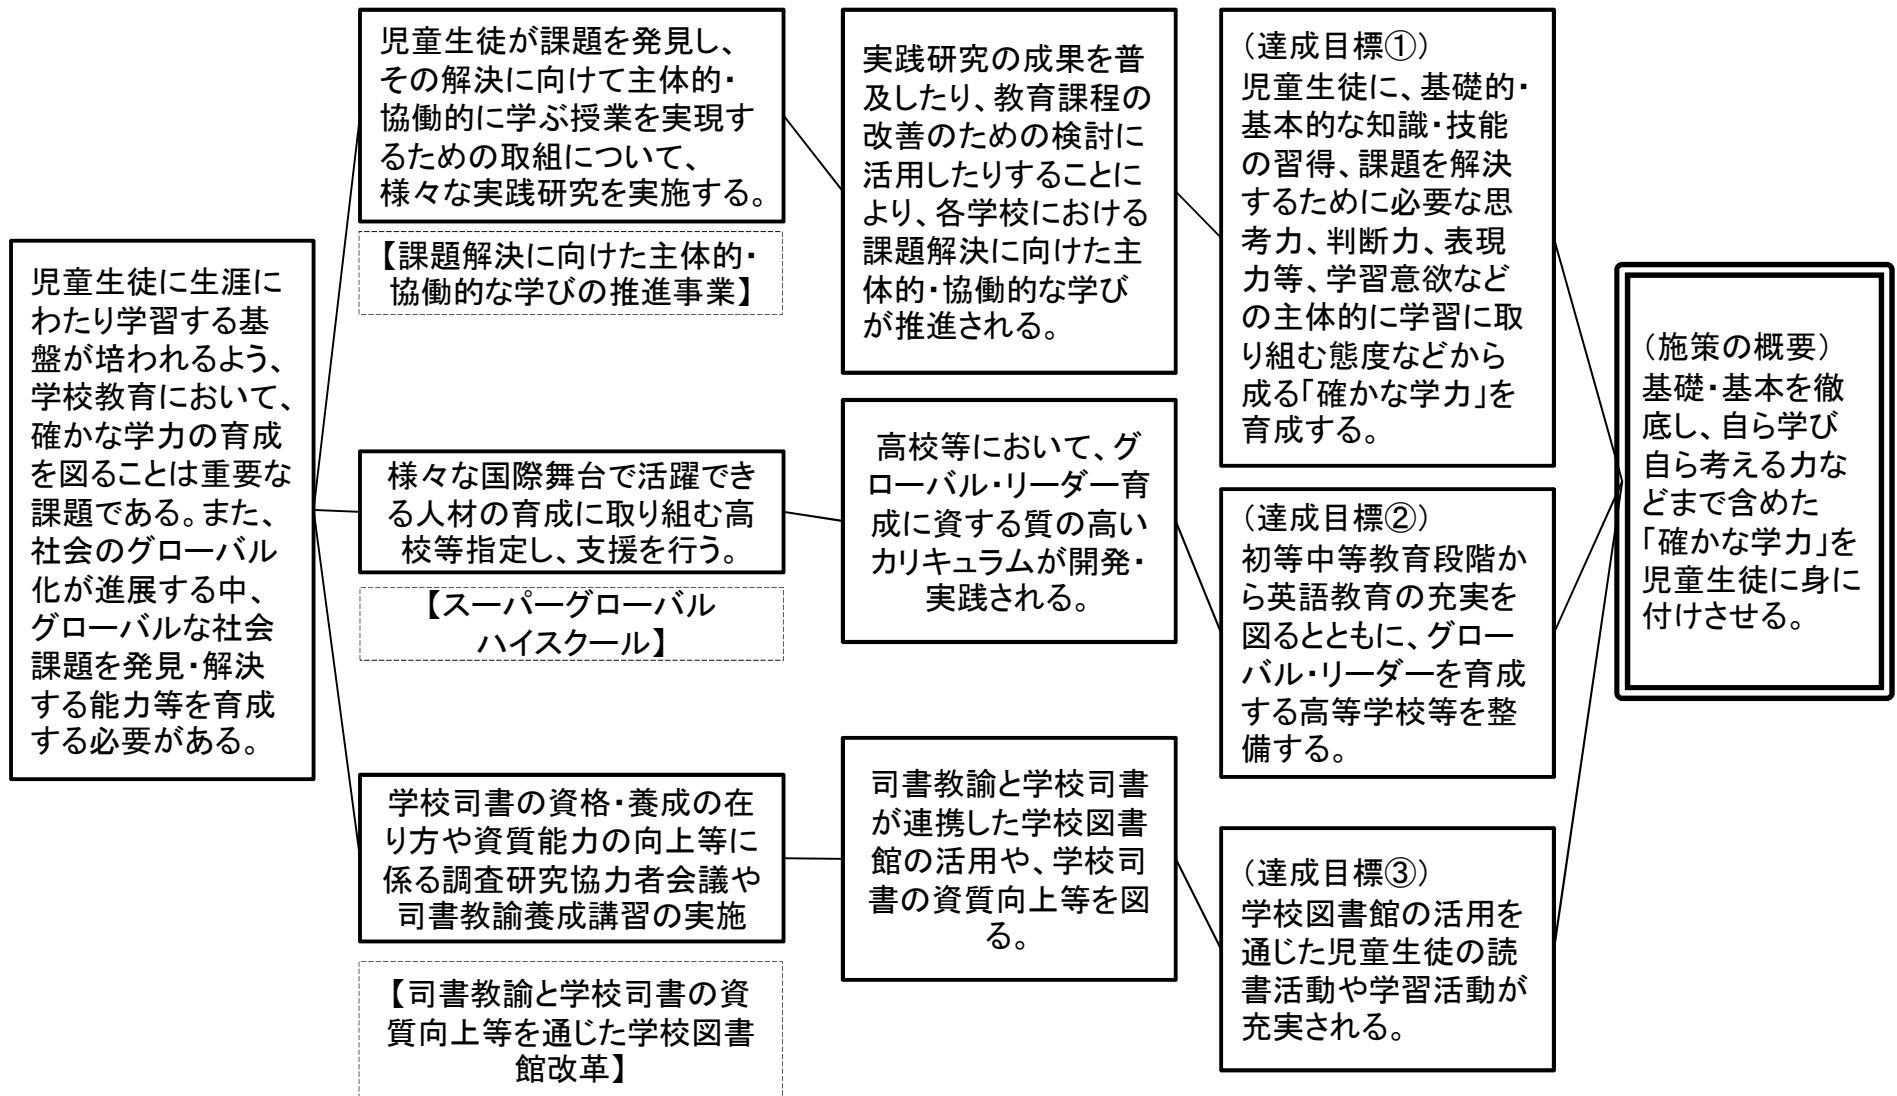 児童生徒に生涯に
わたり学習する基
盤が培われるよう、
学校教育において、
確かな学力の育成
を図ることは重要な
課題である。また、
社会のグローバル
化が進展する中、
グローバルな社会
課題を発見・解決
する能力等を育成
する必要がある。
児童生徒が課題を発見し、
その解決に向けて主体的・
協働的に学ぶ授業を実現す
るための取組について、
様々な実践研究を実施する。
【課題解決に向けた主体的・
協働的な学びの推進事業】
様々な国際舞台で活躍でき
る人材の育成に取り組む高
校等指定し、支援を行う。
【スーパーグローバル
ハイスクール】
学校司書の資格・養成の在
り方や資質能力の向上等に
係る調査研究協力者会議や
司書教諭養成講習の実施
【司書教諭と学校司書の資
質向上等を通じた学校図書
館改革】
実践研究の成果を普
及したり、教育課程の
改善のための検討に
活用したりすることに
より、各学校における
課題解決に向けた主
体的・協働的な学び
が推進される。
高校等において、グ
ローバル・リーダー育
成に資する質の高い
カリキュラムが開発・
実践される。
司書教諭と学校司書
が連携した学校図書
館の活用や、学校司
書の資質向上等を図
る。
（達成目標①）
児童生徒に、基礎的・
基本的な知識・技能
の習得、課題を解決
するために必要な思
考力、判断力、表現
力等、学習意欲など
の主体的に学習に取
り組む態度などから
成る「確かな学力」を
育成する。
（達成目標②）
初等中等教育段階か
ら英語教育の充実を
図るとともに、グロー
バル・リーダーを育成
する高等学校等を整
備する。
（達成目標③）
学校図書館の活用を
通じた児童生徒の読
書活動や学習活動が
充実される。
（施策の概要）
基礎・基本を徹
底し、自ら学び
自ら考える力な
どまで含めた
「確かな学力」を
児童生徒に身に
付けさせる。